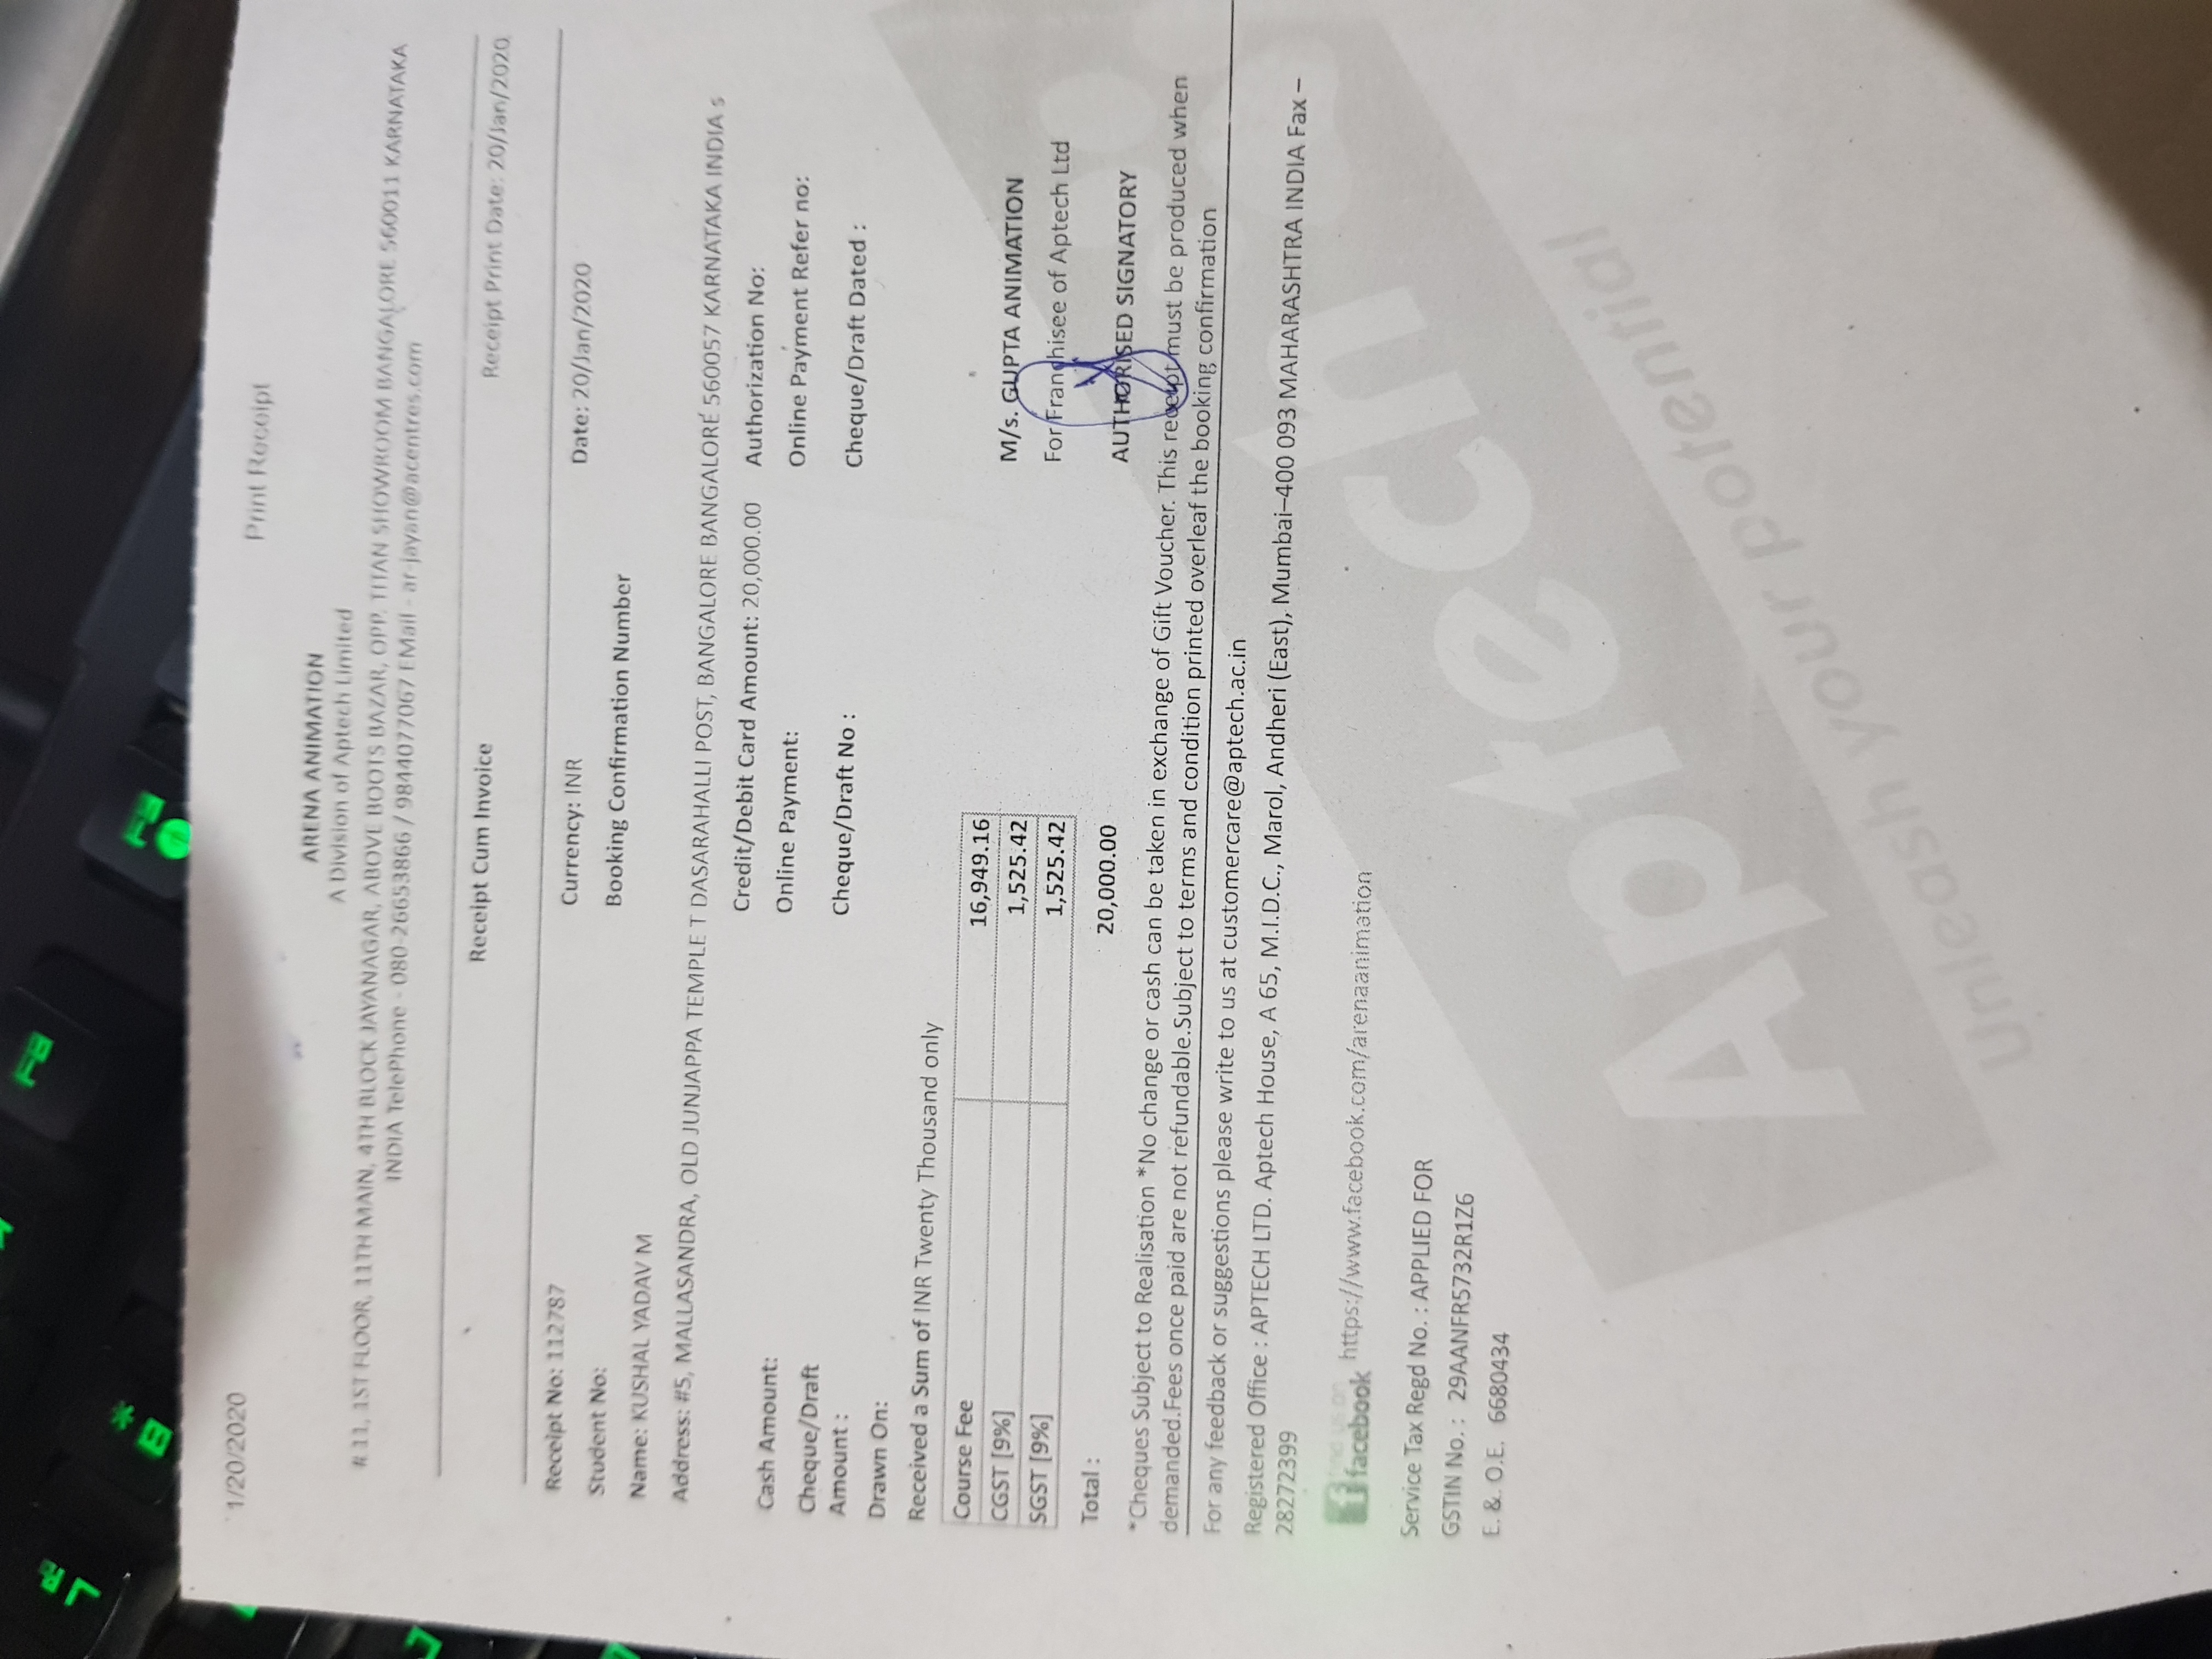 1/20/2020
Print Receipt
ARENA ANIMATION
A Division of Aptech Limited
# 11, 1ST FLOOR, 11TH MAIN, 4TH BLOCK JAYANAGAR, ABOVE BOOTS BAZAR, OPP. TITAN SHOWROOM BANGALORE 560011 KARNATAKA
INDIA TelePhone - 080-26653866 / 9844077067 EMail - ar-jayan@acentres.com
Receipt Cum Invoice
Receipt Print Date: 20/Jan/2020
Receipt No: 112787 Currency: INR Date: 20/Jan/2020
Student No: Booking Confirmation Number
Name: KUSHAL YADAV M
Address: #5, MALLASANDRA, OLD JUNJAPPA TEMPLE T DASARAHALLI POST, BANGALORE BANGALORE 560057 KARNATAKA INDIA s
Cash Amount: Credit/Debit Card Amount: 20,000.00 Authorization No:
Online Payment: Online Payment Refer no:
Cheque/Draft
Amount : Cheque/Draft No : Cheque/Draft Dated :
Drawn On:
Received a Sum of INR Twenty Thousand only
Course Fee 16,949.16
CGST [9%] 1,525.42
SGST [9%] 1,525.42
Total : 20,000.00
M/s. GUPTA ANIMATION
For Franchisee of Aptech Ltd
AUTHORISED SIGNATORY
*Cheques Subject to Realisation *No change or cash can be taken in exchange of Gift Voucher. This receipt must be produced when
demanded.Fees once paid are not refundable.Subject to terms and condition printed overleaf the booking confirmation
For any feedback or suggestions please write to us at customercare@aptech.ac.in
Registered Office : APTECH LTD. Aptech House, A 65, M.I.D.C., Marol, Andheri (East), Mumbai–400 093 MAHARASHTRA INDIA Fax –
28272399
find us on
facebook https://www.facebook.com/arenaanimation
Service Tax Regd No. : APPLIED FOR
GSTIN No. : 29AANFR5732R1Z6
E. &. O.E. 6680434
Aptech
Unleash your potential